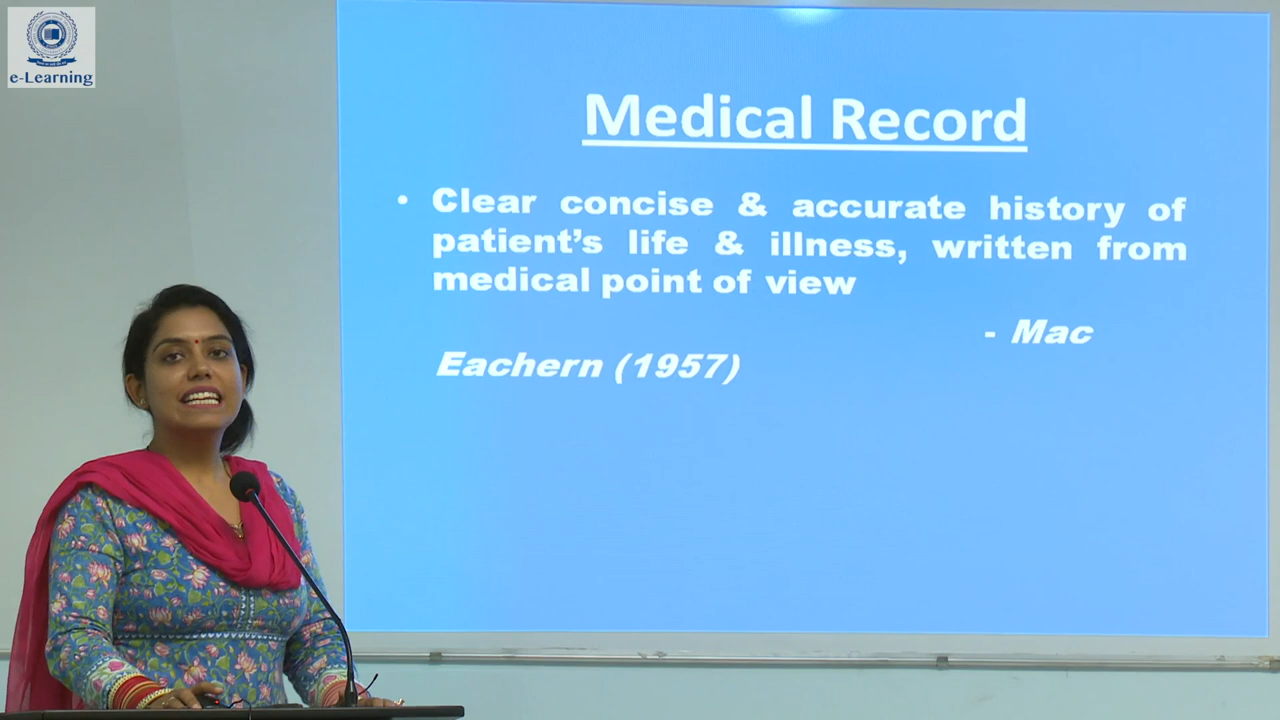 e-Learning
Medical Record
• Clear concise & accurate history of
patient's life & illness, written from
medical point of view
- Mac
Eachern (1957)